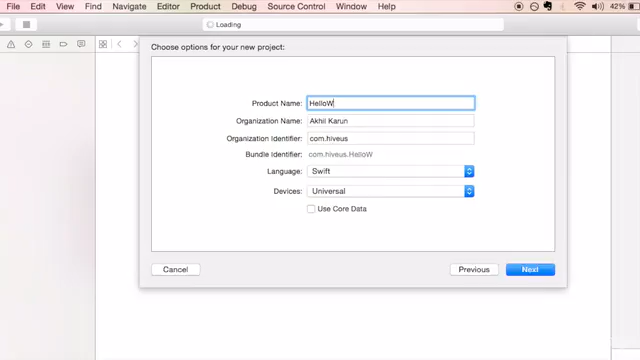 File Edit View Find Navigate Editor Product Debug Source Control Window Help 42%
Loading
Choose options for your new project:
Product Name: HelloW
Organization Name: Akhil Karun
Organization Identifier: com.hiveus
Bundle Identifier: com.hiveus.HelloW
Language: Swift
Devices: Universal
Use Core Data
Cancel Previous Next